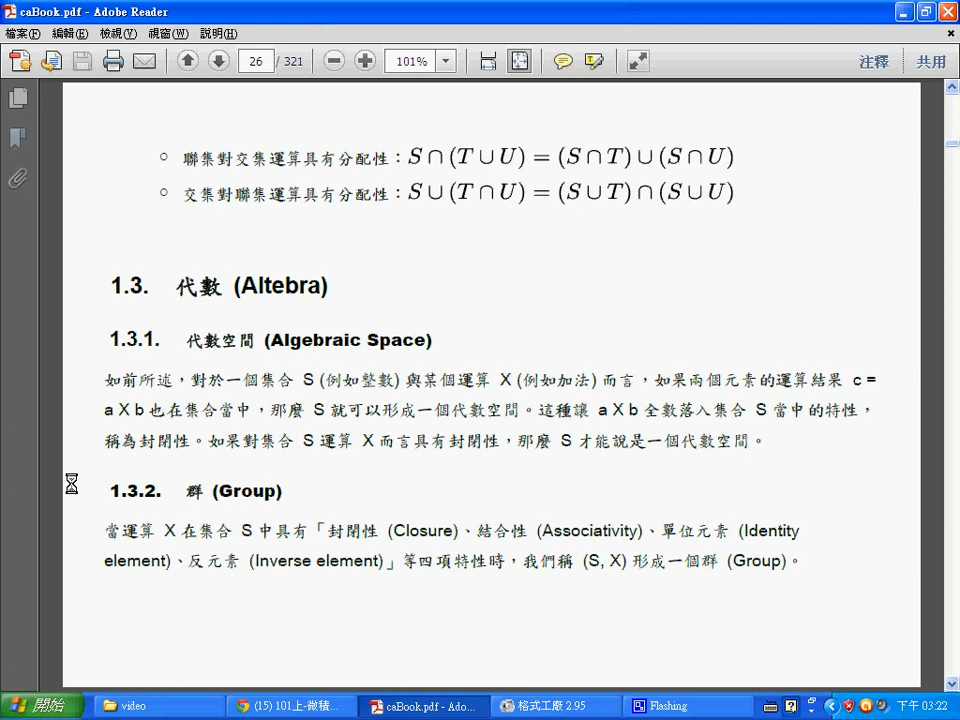 caBook.pdf - Adobe Reader
檔案(F) 編輯(E) 檢視(V) 視窗(W) 說明(H)
26 / 321 101% 注釋 共用
○ 聯集對交集運算具有分配性：S∩(T∪U)=(S∩T)∪(S∩U)
○ 交集對聯集運算具有分配性：S∪(T∩U)=(S∪T)∩(S∪U)
1.3. 代數 (Altebra)
1.3.1. 代數空間 (Algebraic Space)
如前所述，對於一個集合 S (例如整數) 與某個運算 X (例如加法) 而言，如果兩個元素的運算結果 c =
a X b 也在集合當中，那麼 S 就可以形成一個代數空間。這種讓 a X b 全數落入集合 S 當中的特性，
稱為封閉性。如果對集合 S 運算 X 而言具有封閉性，那麼 S 才能說是一個代數空間。
1.3.2. 群 (Group)
當運算 X 在集合 S 中具有「封閉性 (Closure)、結合性 (Associativity)、單位元素 (Identity
element)、反元素 (Inverse element)」等四項特性時，我們稱 (S, X) 形成一個群 (Group)。
開始 video (15) 101上-微積... caBook.pdf - Ado... 格式工廠 2.95 Flashing 下午 03:22